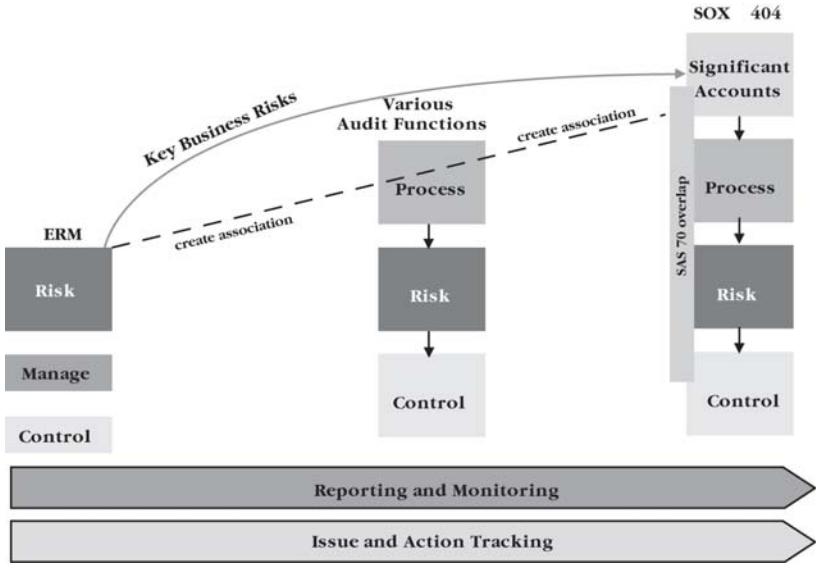 SOX 404
Significant
Accounts
Key Business Risks
Various
Audit Functions
create association
Process
Process
SAS 70 overlap
ERM
create association
Risk
Risk
Risk
Manage
Control
Control
Control
Reporting and Monitoring
Issue and Action Tracking